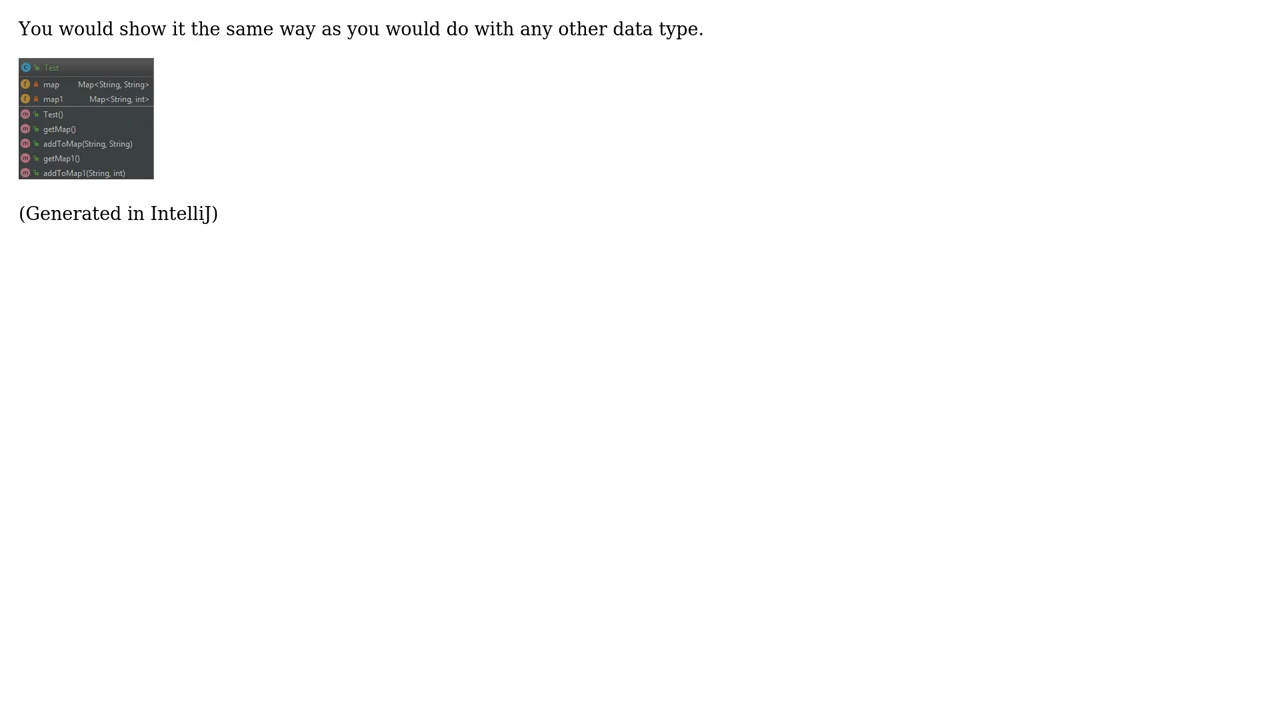 You would show it the same way as you would do with any other data type.
C Test
f map Map<String, String>
f map1 Map<String, int>
m Test()
m getMap()
m addToMap(String, String)
m getMap1()
m addToMap1(String, int)
(Generated in IntelliJ)